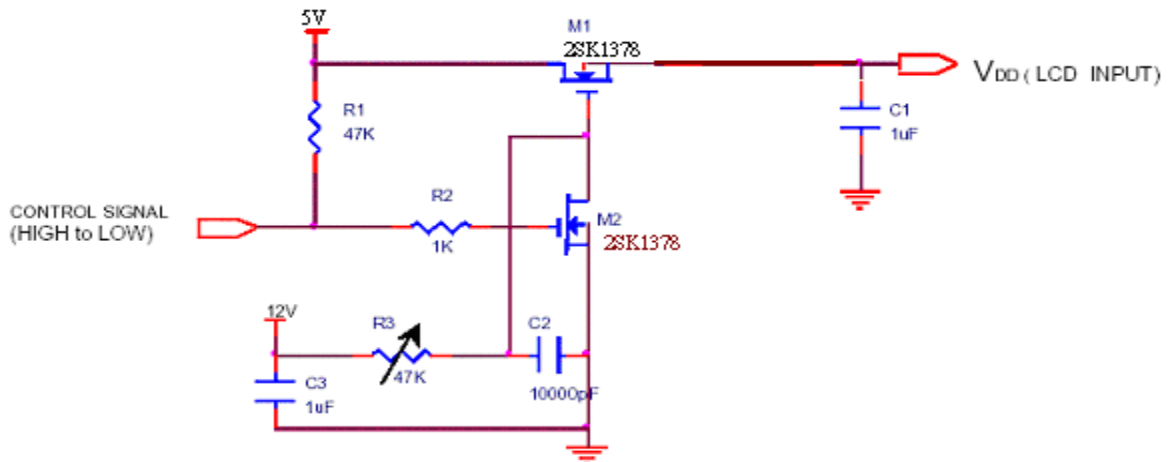 5V
M1
2SK1378
V_DD ( LCD INPUT)
R1
47K
C1
1uF
R2
CONTROL SIGNAL
(HIGH to LOW)
M2
1K
2SK1378
12V
R3
C2
47K
10000pF
C3
1uF